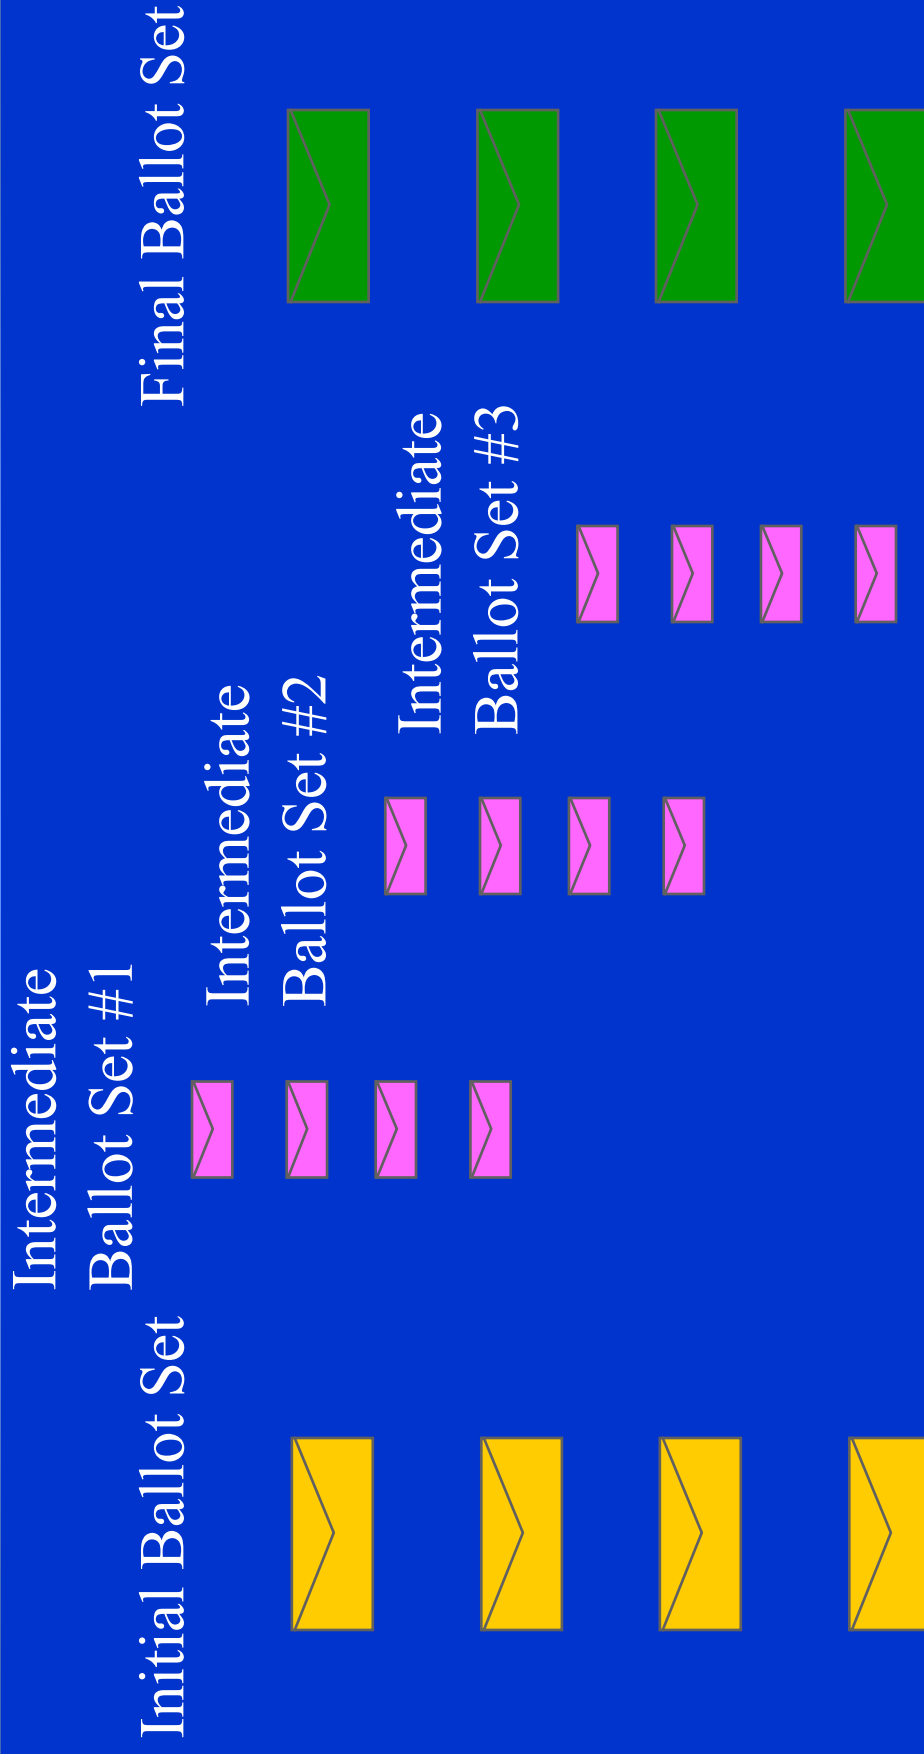 Initial Ballot Set
Intermediate
Ballot Set #1
Intermediate
Ballot Set #2
Intermediate
Ballot Set #3
Final Ballot Set